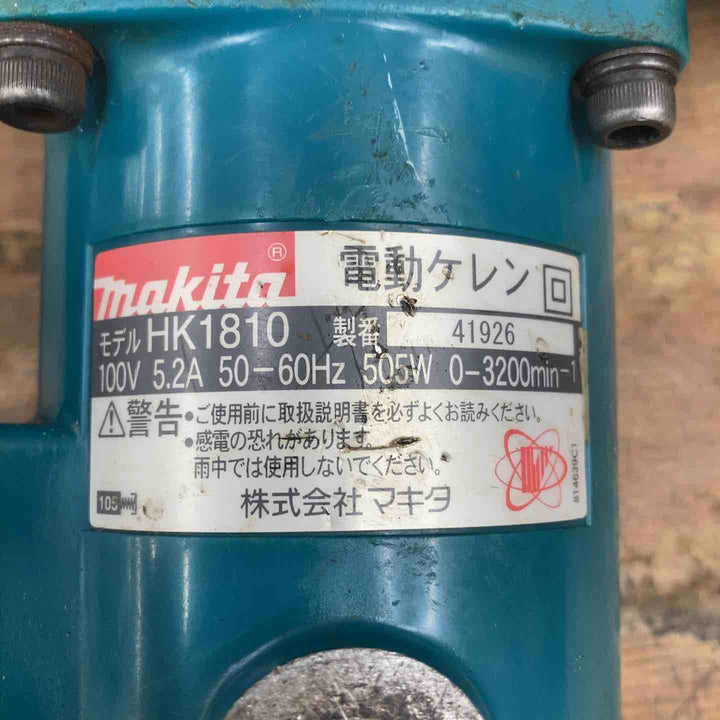 makita®
電動ケレン
モデル HK1810 製番 41926
100V 5.2A 50-60Hz 505W 0-3200min-1
警告 •ご使用前に取扱説明書を必ずよくお読みください。
•感電の恐れがあります。
雨中では使用しないでください。
105
株式会社マキタ
814639C1